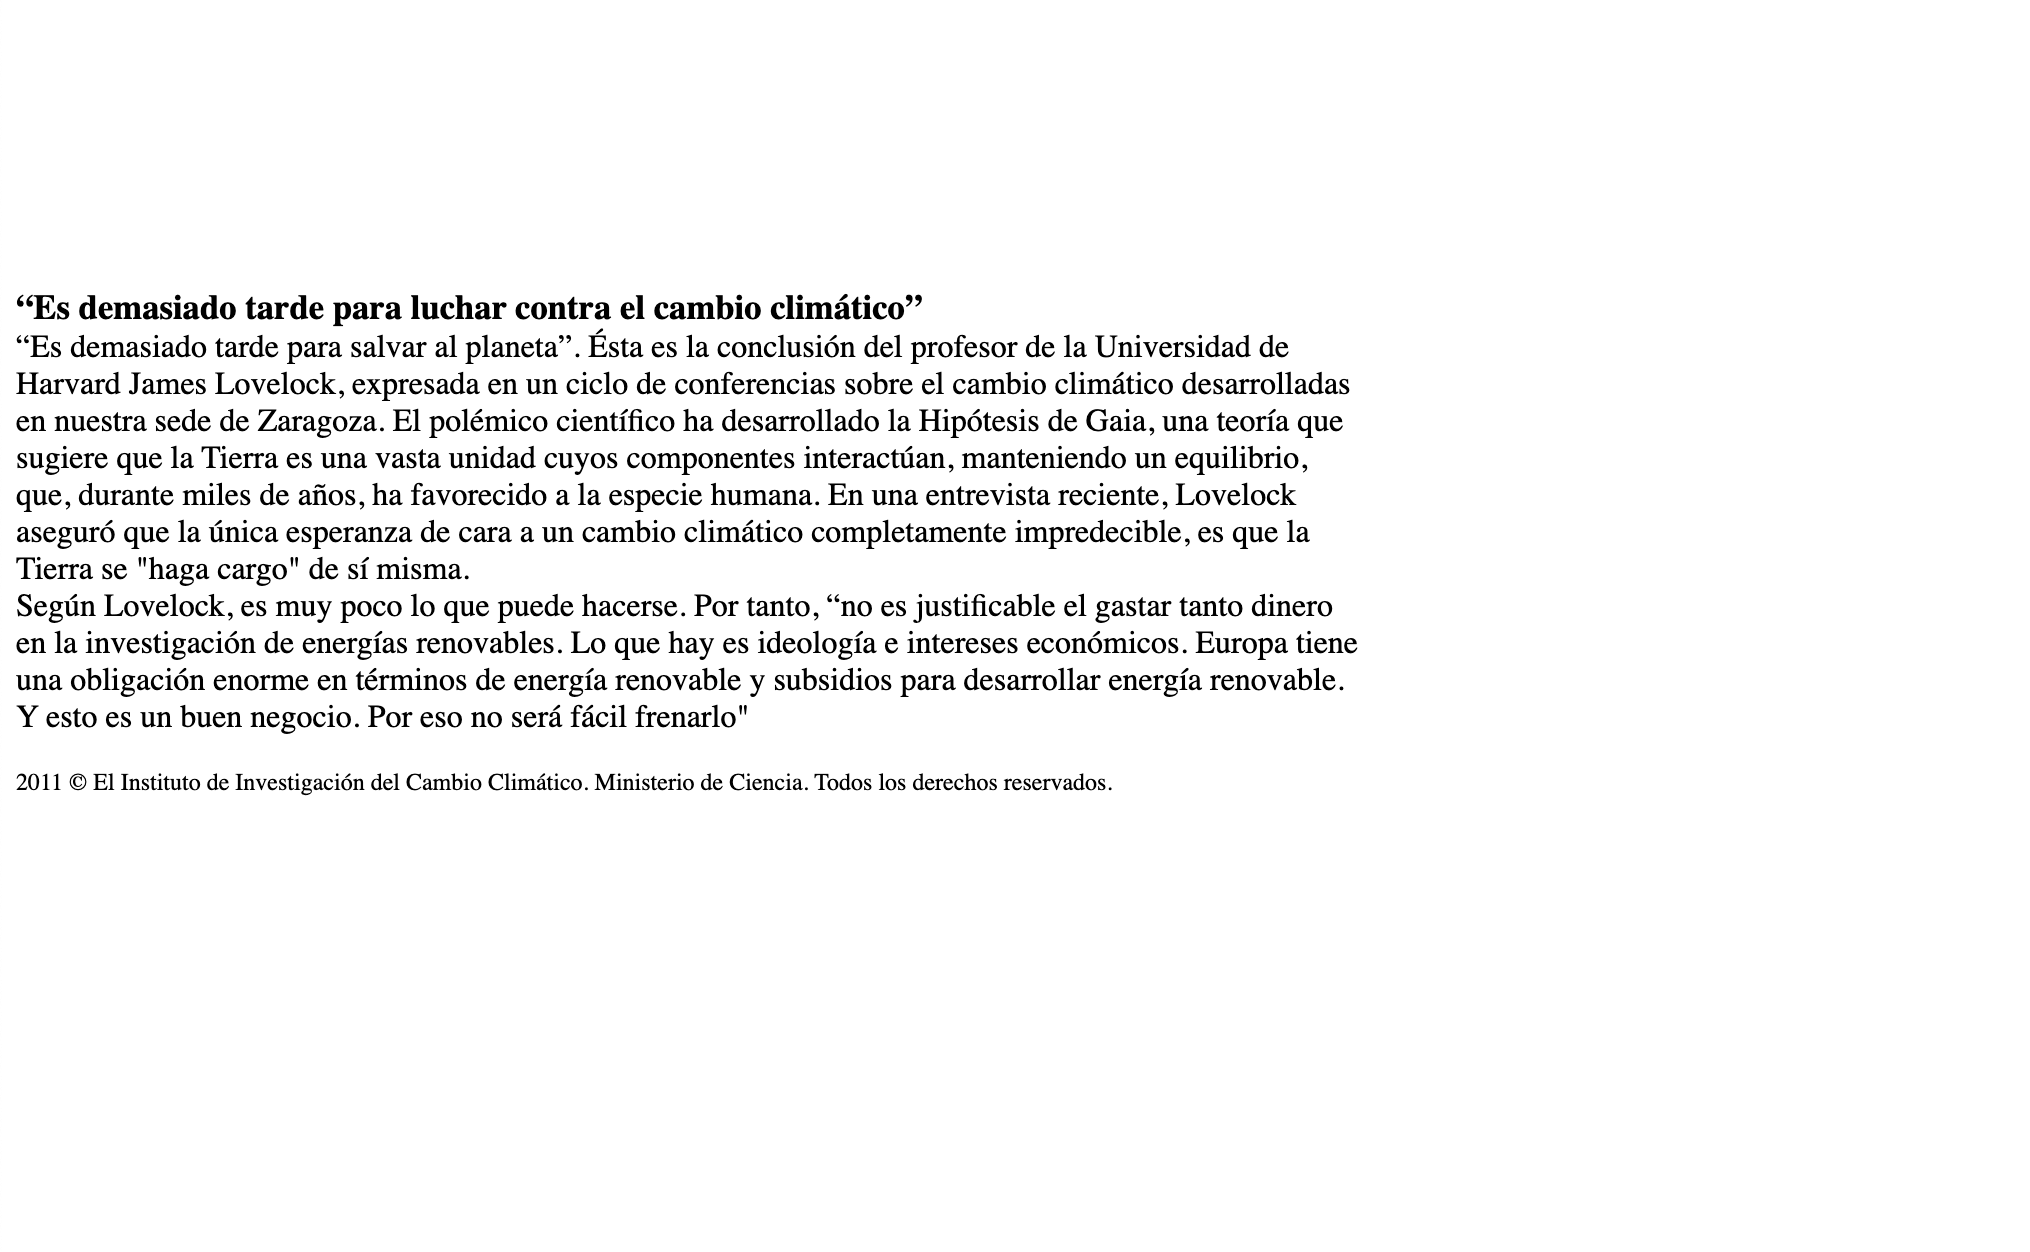 “Es demasiado tarde para luchar contra el cambio climático”
“Es demasiado tarde para salvar al planeta”. Ésta es la conclusión del profesor de la Universidad de
Harvard James Lovelock, expresada en un ciclo de conferencias sobre el cambio climático desarrolladas
en nuestra sede de Zaragoza. El polémico científico ha desarrollado la Hipótesis de Gaia, una teoría que
sugiere que la Tierra es una vasta unidad cuyos componentes interactúan, manteniendo un equilibrio,
que, durante miles de años, ha favorecido a la especie humana. En una entrevista reciente, Lovelock
aseguró que la única esperanza de cara a un cambio climático completamente impredecible, es que la
Tierra se "haga cargo" de sí misma.
Según Lovelock, es muy poco lo que puede hacerse. Por tanto, “no es justificable el gastar tanto dinero
en la investigación de energías renovables. Lo que hay es ideología e intereses económicos. Europa tiene
una obligación enorme en términos de energía renovable y subsidios para desarrollar energía renovable.
Y esto es un buen negocio. Por eso no será fácil frenarlo"
2011 © El Instituto de Investigación del Cambio Climático. Ministerio de Ciencia. Todos los derechos reservados.